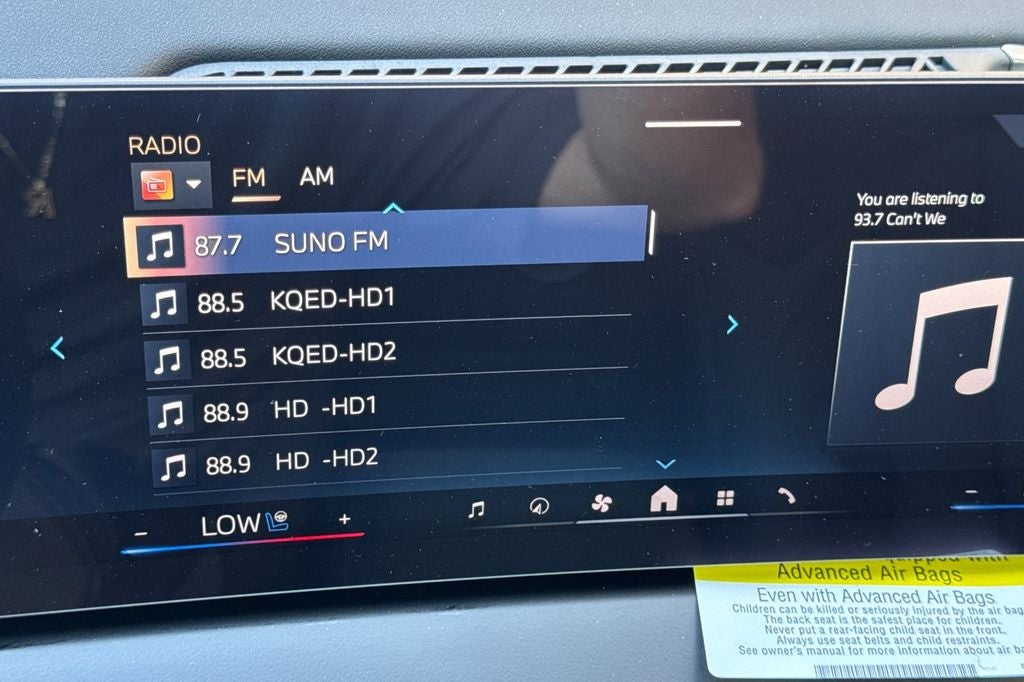 RADIO
FM AM
87.7 SUNO FM
88.5 KQED-HD1
88.5 KQED-HD2
88.9 HD -HD1
88.9 HD -HD2
You are listening to
93.7 Can't We
- LOW +
-
Advanced Air Bags
Even with Advanced Air Bags
Children can be killed or seriously injured by the air bag
The back seat is the safest place for children.
Never put a rear-facing child seat in the front.
Always use seat belts and child restraints.
See owner's manual for more information about air